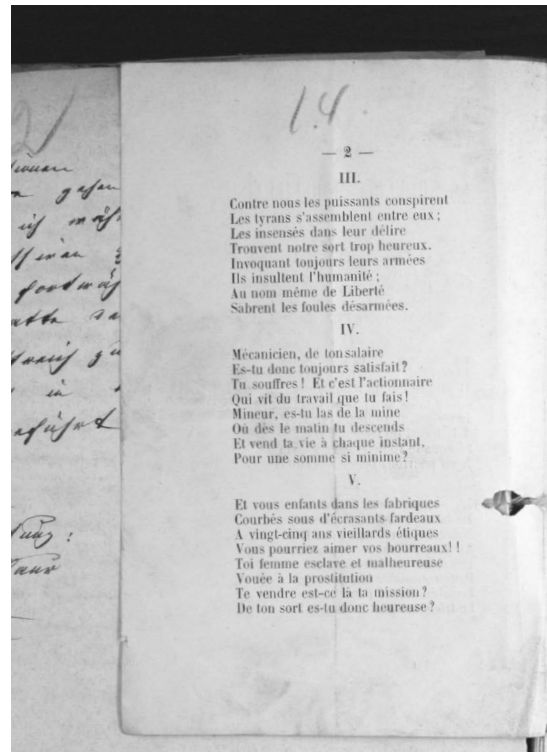 1.4.
— 2 —
III.
Contre nous les puissants conspirent
Les tyrans s'assemblent entre eux ;
Les insensés dans leur délire
Trouvent notre sort trop heureux.
Invoquant toujours leurs armées
Ils insultent l'humanité ;
Au nom même de Liberté
Sabrent les foules désarmées.
IV.
Mécanicien, de ton salaire
Es-tu donc toujours satisfait?
Tu souffres ! Et c'est l'actionnaire
Qui vit du travail que tu fais!
Mineur, es-tu las de la mine
Où dès le matin tu descends
Et vend ta vie à chaque instant,
Pour une somme si minime?
V.
Et vous enfants dans les fabriques
Courbés sous d'écrasants fardeaux
A vingt-cinq ans vieillards étiques
Vous pourriez aimer vos bourreaux! !
Toi femme esclave et malheureuse
Vouée à la prostitution
Te vendre est-ce là ta mission?
De ton sort es-tu donc heureuse?